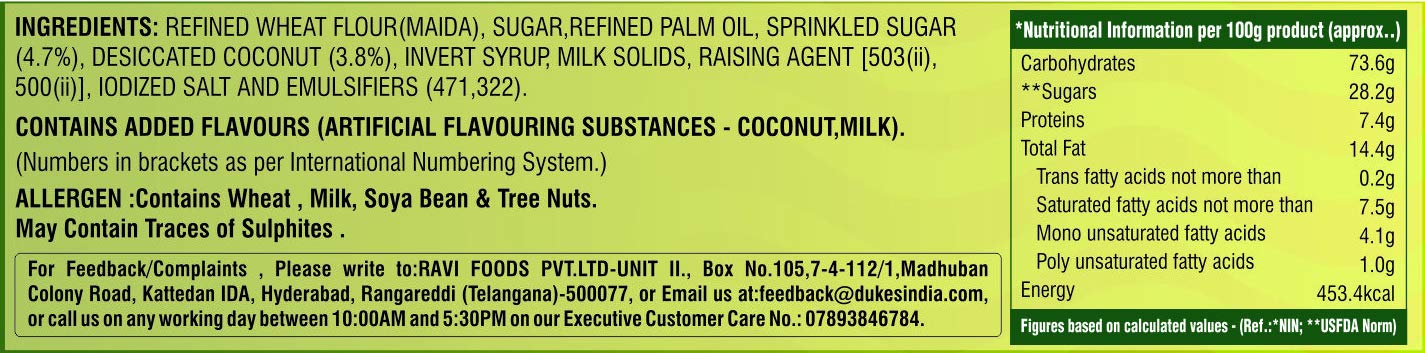 INGREDIENTS: REFINED WHEAT FLOUR(MAIDA), SUGAR,REFINED PALM OIL, SPRINKLED SUGAR
(4.7%), DESICCATED COCONUT (3.8%), INVERT SYRUP, MILK SOLIDS, RAISING AGENT [503(ii),
500(ii)], IODIZED SALT AND EMULSIFIERS (471,322).
CONTAINS ADDED FLAVOURS (ARTIFICIAL FLAVOURING SUBSTANCES - COCONUT,MILK).
(Numbers in brackets as per International Numbering System.)
ALLERGEN :Contains Wheat , Milk, Soya Bean & Tree Nuts.
May Contain Traces of Sulphites .
For Feedback/Complaints , Please write to:RAVI FOODS PVT.LTD-UNIT II., Box No.105,7-4-112/1,Madhuban
Colony Road, Kattedan IDA, Hyderabad, Rangareddi (Telangana)-500077, or Email us at:feedback@dukesindia.com,
or call us on any working day between 10:00AM and 5:30PM on our Executive Customer Care No.: 07893846784.
*Nutritional Information per 100g product (approx..)
Carbohydrates 73.6g
**Sugars 28.2g
Proteins 7.4g
Total Fat 14.4g
Trans fatty acids not more than 0.2g
Saturated fatty acids not more than 7.5g
Mono unsaturated fatty acids 4.1g
Poly unsaturated fatty acids 1.0g
Energy 453.4kcal
Figures based on calculated values - (Ref.:*NIN; **USFDA Norm)